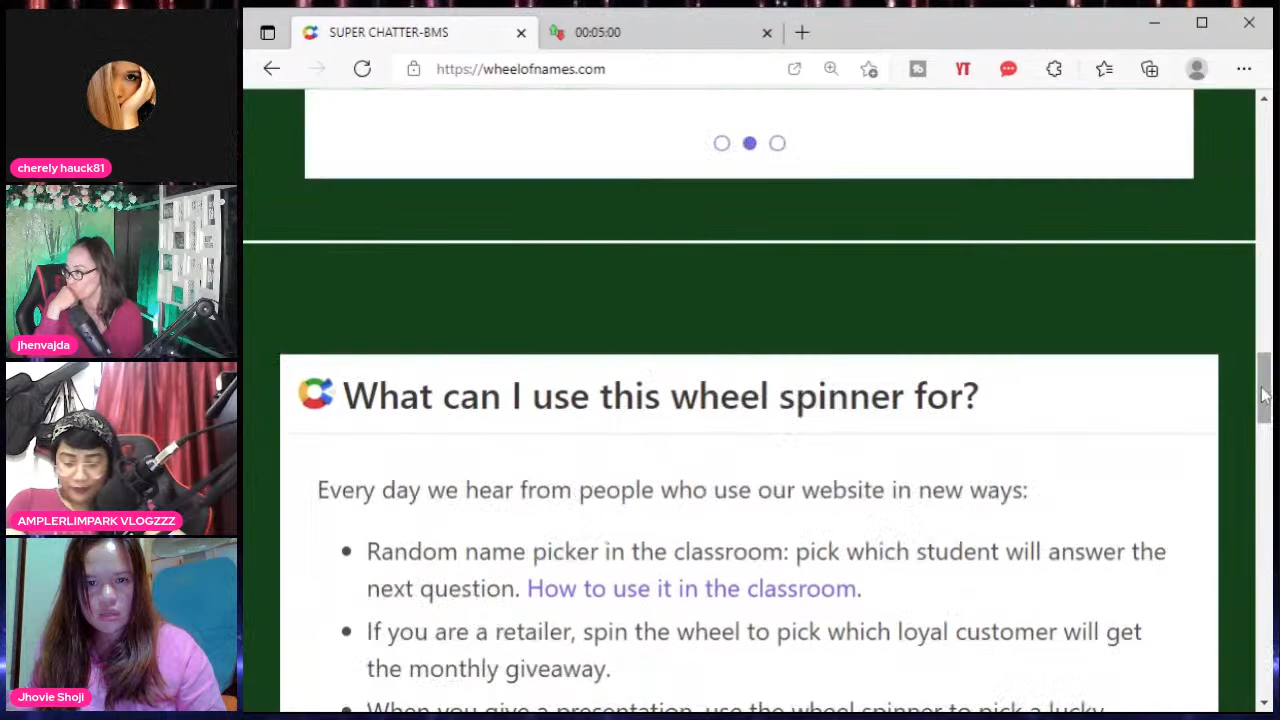 SUPER CHATTER-BMS
00:05:00
https://wheelofnames.com
YT
cherely hauck81
jhenvajda
AMPLERLIMPARK VLOGZZZ
Jhovie Shoji
What can I use this wheel spinner for?
Every day we hear from people who use our website in new ways:
Random name picker in the classroom: pick which student will answer the
next question. How to use it in the classroom.
If you are a retailer, spin the wheel to pick which loyal customer will get
the monthly giveaway.
When you give a presentation, use the wheel spinner to pick a lucky